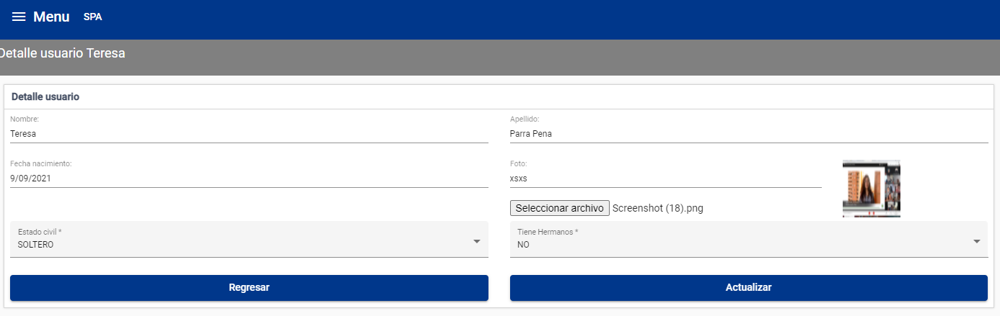 Menu SPA
Detalle usuario Teresa
Detalle usuario
Nombre:
Teresa
Apellido:
Parra Pena
Fecha nacimiento:
9/09/2021
Foto:
xsxs
Seleccionar archivo Screenshot (18).png
Estado civil *
SOLTERO
Tiene Hermanos *
NO
Regresar
Actualizar